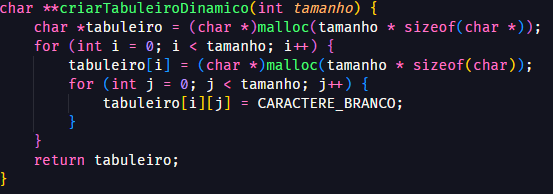 char **criarTabuleiroDinamico(int tamanho) {
    char *tabuleiro = (char *)malloc(tamanho * sizeof(char *));
    for (int i = 0; i < tamanho; i++) {
        tabuleiro[i] = (char *)malloc(tamanho * sizeof(char));
        for (int j = 0; j < tamanho; j++) {
            tabuleiro[i][j] = CARACTERE_BRANCO;
        }
    }
    return tabuleiro;
}